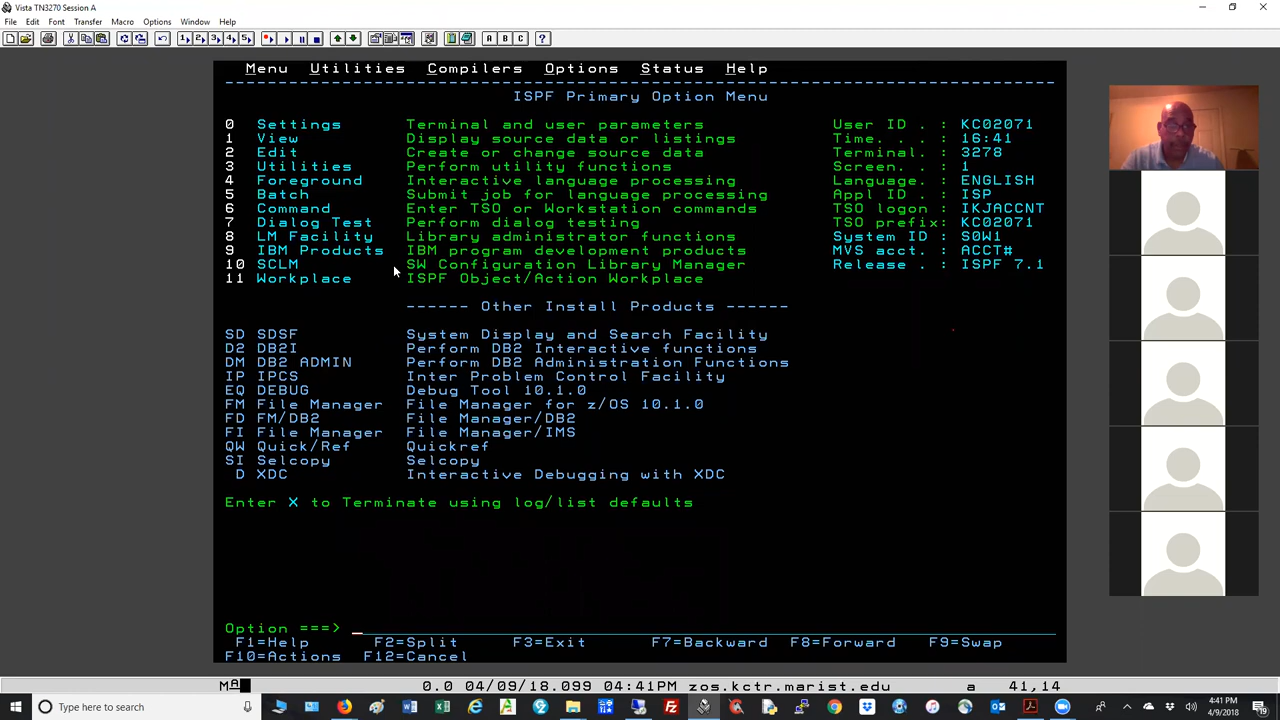 Vista TN3270 Session A
File Edit Font Transfer Macro Options Window Help
1 2 3 4 5 A B C ?
Menu Utilities Compilers Options Status Help
ISPF Primary Option Menu
0 Settings Terminal and user parameters User ID . : KC02071
1 View Display source data or listings Time. . . : 16:41
2 Edit Create or change source data Terminal. : 3278
3 Utilities Perform utility functions Screen. . : 1
4 Foreground Interactive language processing Language. : ENGLISH
5 Batch Submit job for language processing Appl ID . : ISP
6 Command Enter TSO or Workstation commands TSO logon : IKJACCNT
7 Dialog Test Perform dialog testing TSO prefix: KC02071
8 LM Facility Library administrator functions System ID : S0W1
9 IBM Products IBM program development products MVS acct. : ACCT#
10 SCLM SW Configuration Library Manager Release . : ISPF 7.1
11 Workplace ISPF Object/Action Workplace
------ Other Install Products ------
SD SDSF System Display and Search Facility
D2 DB2I Perform DB2 Interactive functions
DM DB2 ADMIN Perform DB2 Administration Functions
IP IPCS Inter Problem Control Facility
EQ DEBUG Debug Tool 10.1.0
FM File Manager File Manager for z/OS 10.1.0
FD FM/DB2 File Manager/DB2
FI File Manager File Manager/IMS
QW Quick/Ref Quickref
SI Selcopy Selcopy
D XDC Interactive Debugging with XDC
Enter X to Terminate using log/list defaults
Option ===>
F1=Help F2=Split F3=Exit F7=Backward F8=Forward F9=Swap
F10=Actions F12=Cancel
MA 0.0 04/09/18.099 04:41PM zos.kctr.marist.edu a 41,14
Type here to search 4:41 PM
4/9/2018